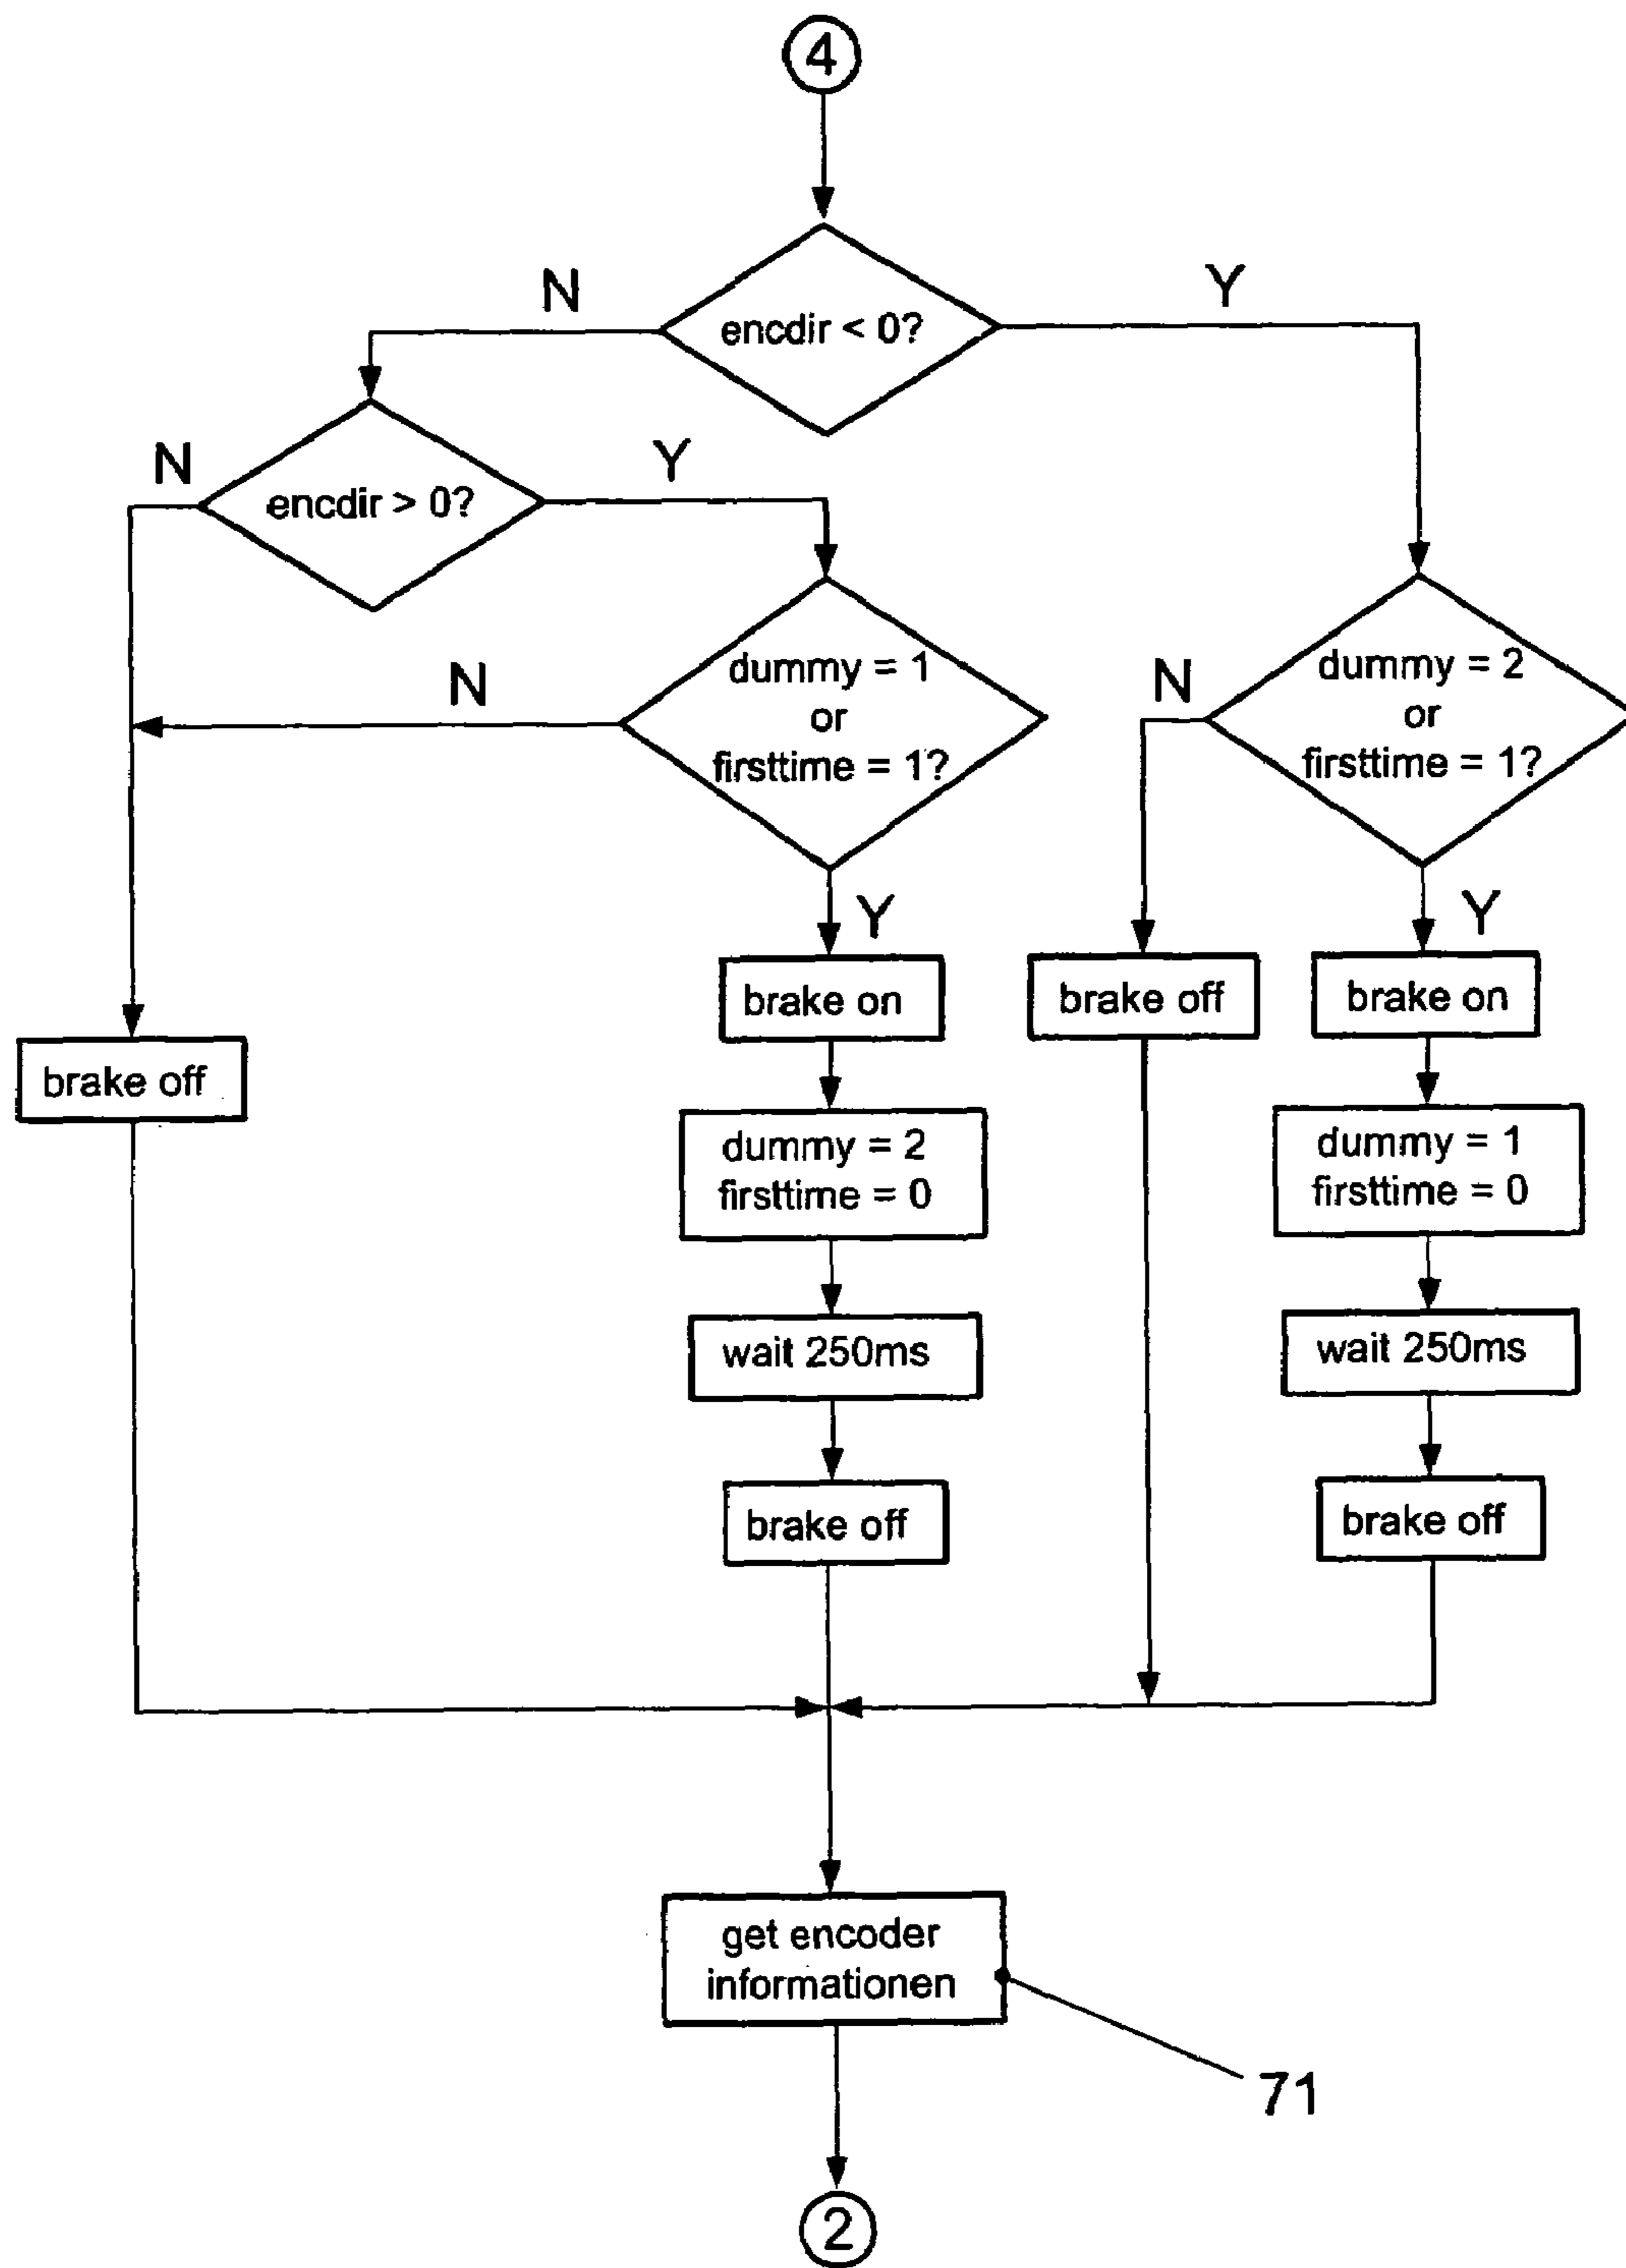 4
N
Y
encdir < 0?
N
Y
encdir > 0?
N
dummy = 1
or
firsttime = 1?
N
dummy = 2
or
firsttime = 1?
Y
Y
brake on
brake off
brake on
brake off
dummy = 2
firsttime = 0
dummy = 1
firsttime = 0
wait 250ms
wait 250ms
brake off
brake off
get encoder
informationen
71
2